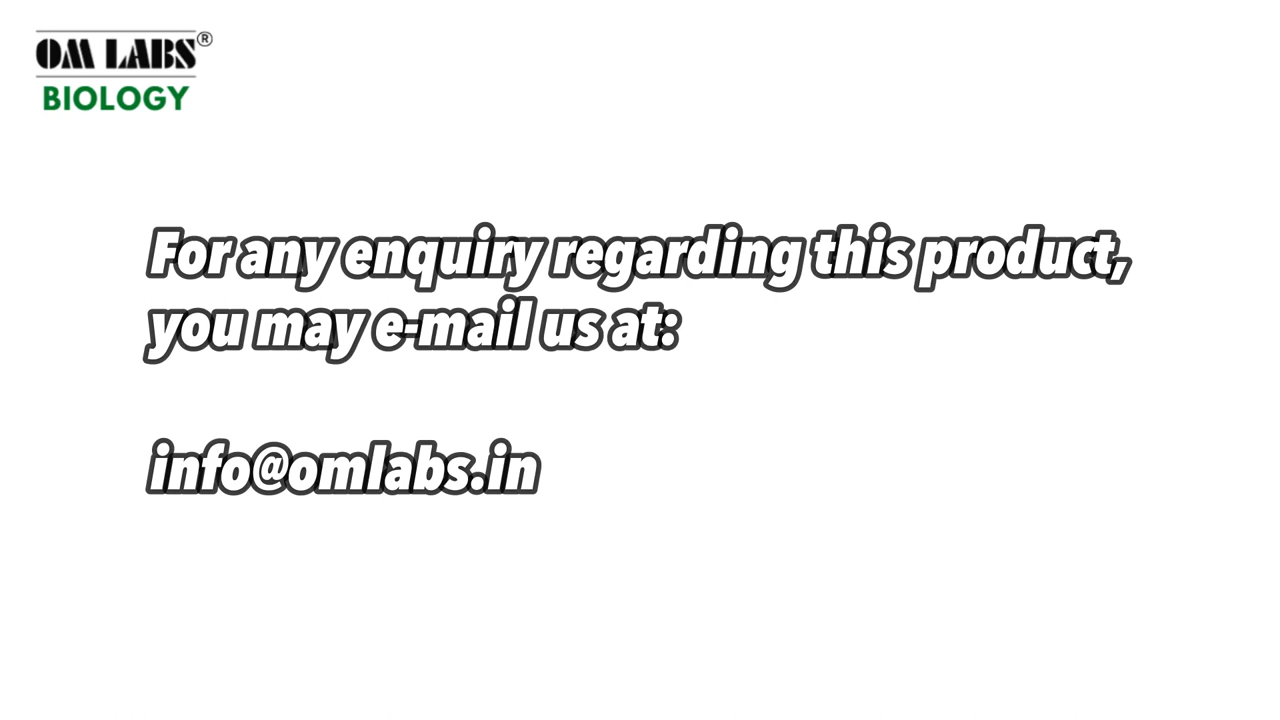 OM LABS®
BIOLOGY
For any enquiry regarding this product,
you may e-mail us at:
info@omlabs.in